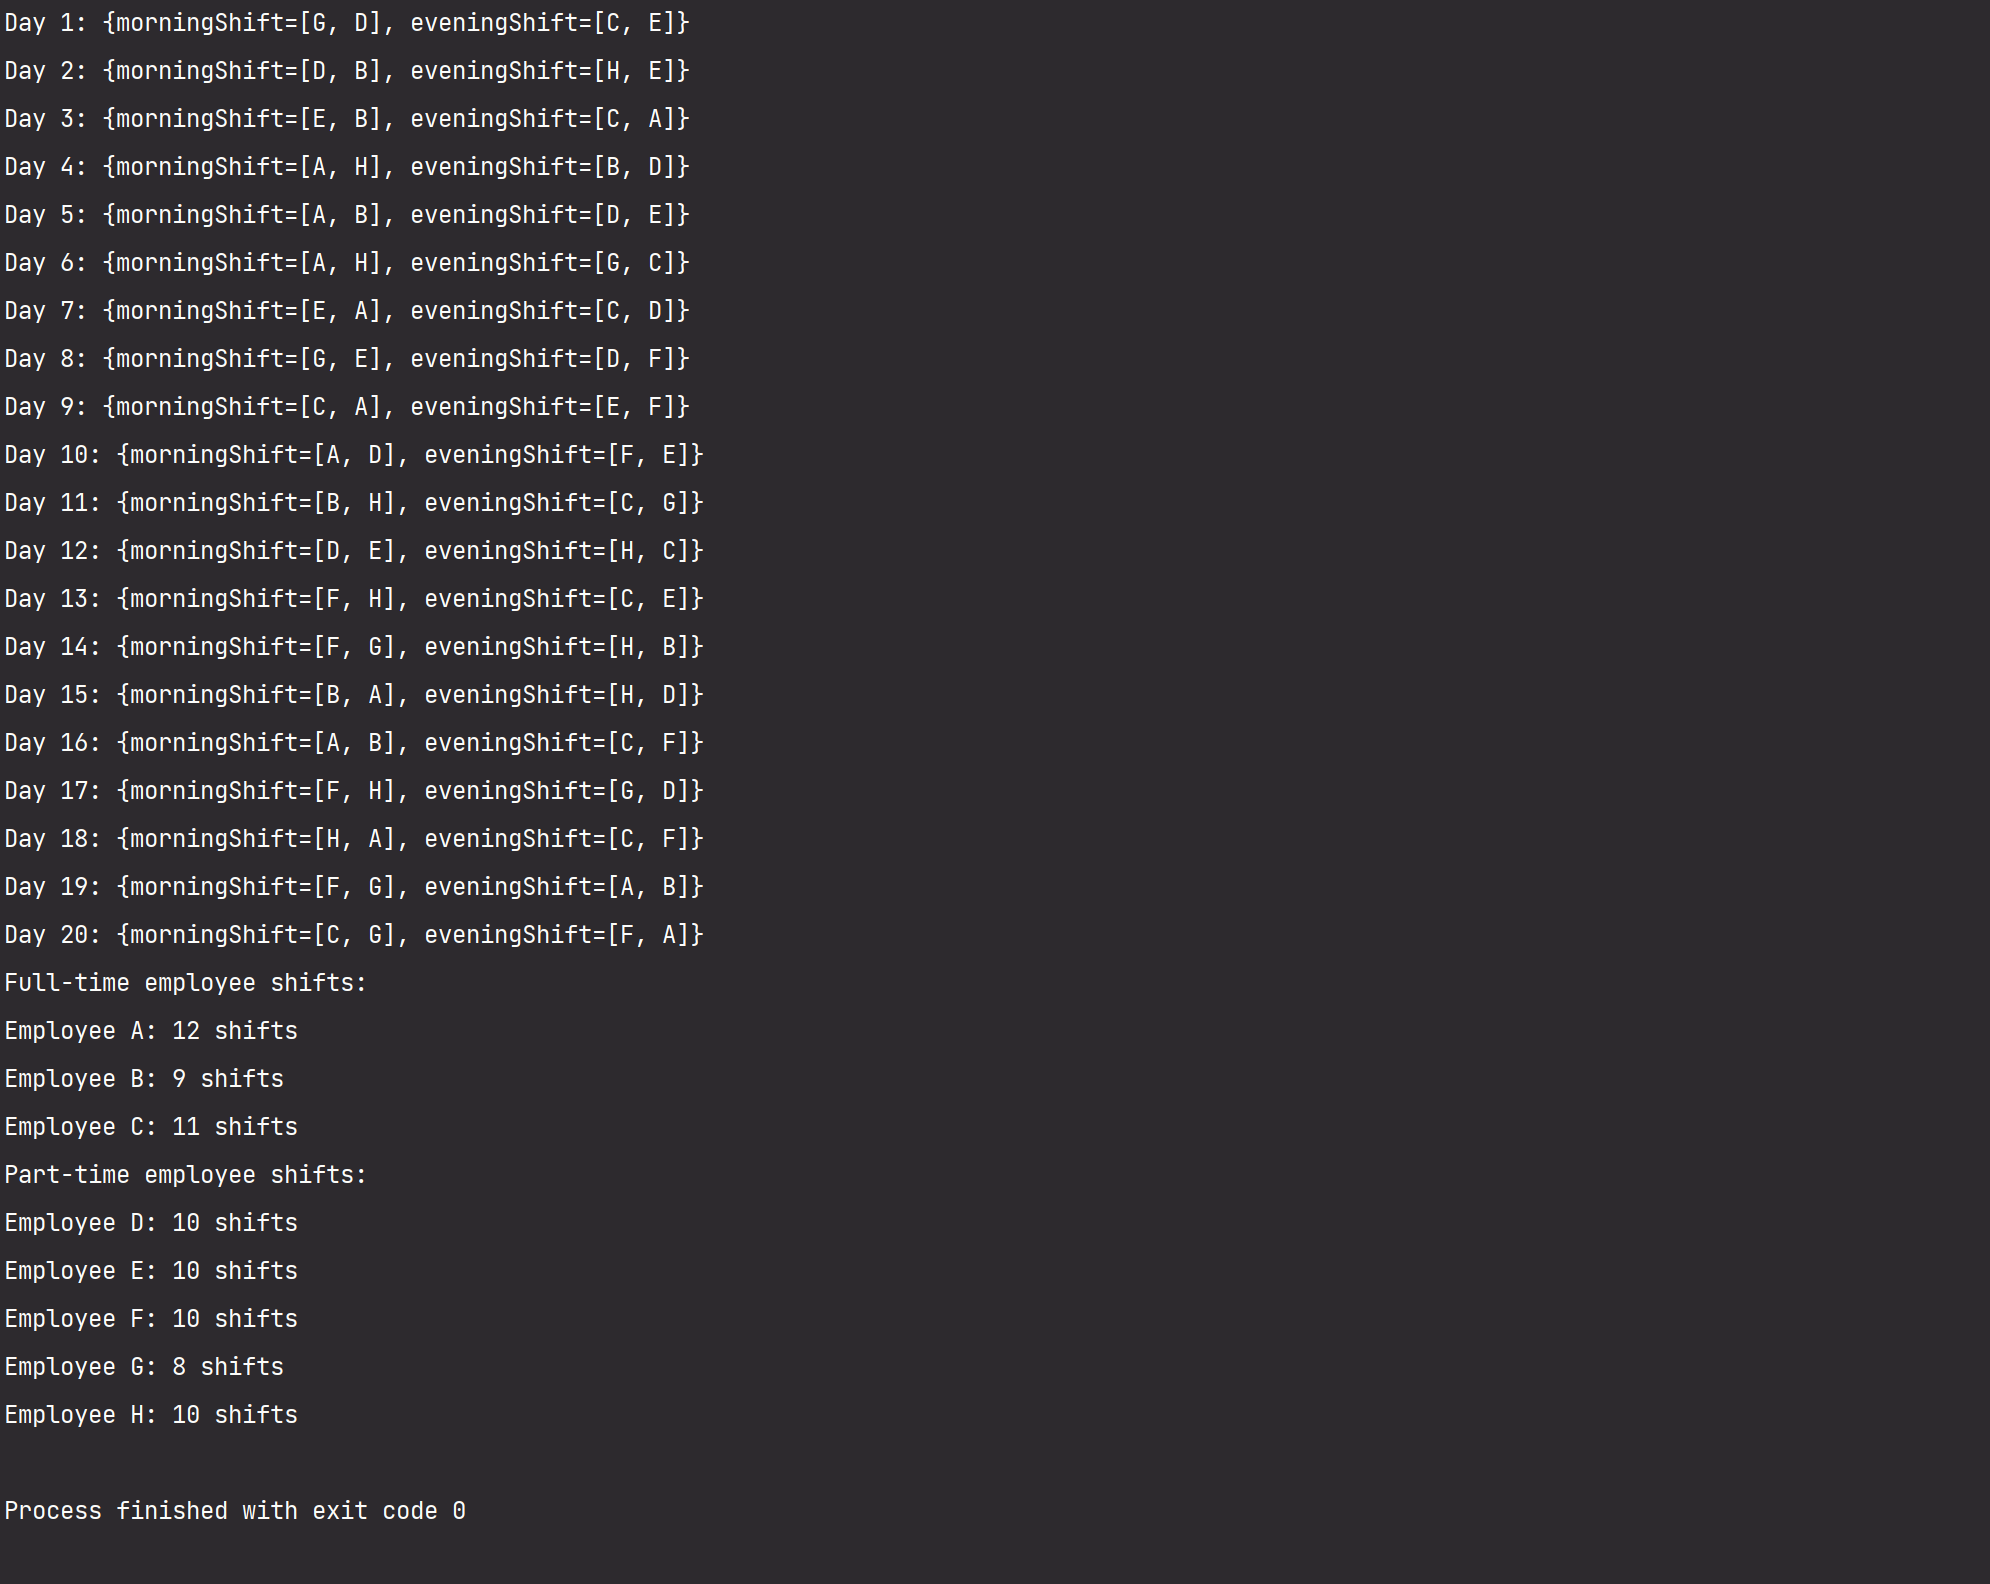 Day 1: {morningShift=[G, D], eveningShift=[C, E]}
Day 2: {morningShift=[D, B], eveningShift=[H, E]}
Day 3: {morningShift=[E, B], eveningShift=[C, A]}
Day 4: {morningShift=[A, H], eveningShift=[B, D]}
Day 5: {morningShift=[A, B], eveningShift=[D, E]}
Day 6: {morningShift=[A, H], eveningShift=[G, C]}
Day 7: {morningShift=[E, A], eveningShift=[C, D]}
Day 8: {morningShift=[G, E], eveningShift=[D, F]}
Day 9: {morningShift=[C, A], eveningShift=[E, F]}
Day 10: {morningShift=[A, D], eveningShift=[F, E]}
Day 11: {morningShift=[B, H], eveningShift=[C, G]}
Day 12: {morningShift=[D, E], eveningShift=[H, C]}
Day 13: {morningShift=[F, H], eveningShift=[C, E]}
Day 14: {morningShift=[F, G], eveningShift=[H, B]}
Day 15: {morningShift=[B, A], eveningShift=[H, D]}
Day 16: {morningShift=[A, B], eveningShift=[C, F]}
Day 17: {morningShift=[F, H], eveningShift=[G, D]}
Day 18: {morningShift=[H, A], eveningShift=[C, F]}
Day 19: {morningShift=[F, G], eveningShift=[A, B]}
Day 20: {morningShift=[C, G], eveningShift=[F, A]}
Full-time employee shifts:
Employee A: 12 shifts
Employee B: 9 shifts
Employee C: 11 shifts
Part-time employee shifts:
Employee D: 10 shifts
Employee E: 10 shifts
Employee F: 10 shifts
Employee G: 8 shifts
Employee H: 10 shifts
Process finished with exit code 0